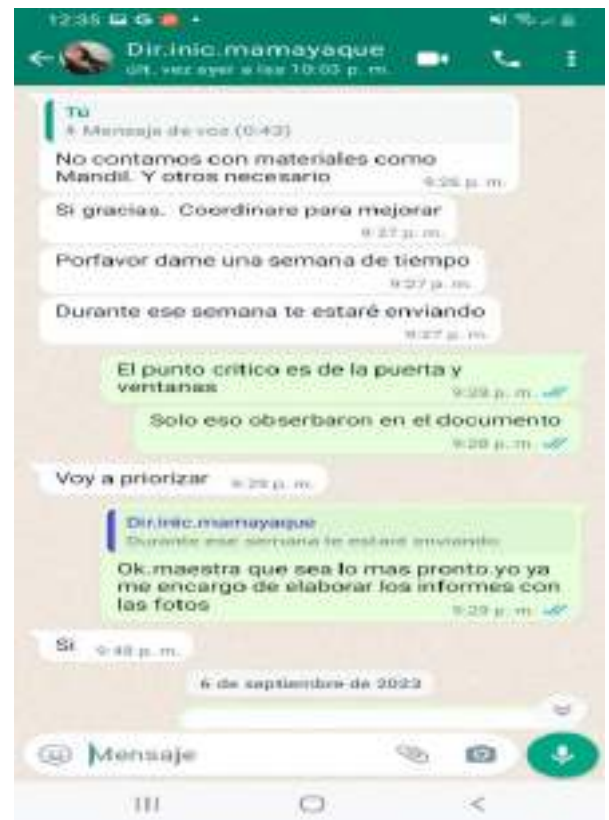 12:35
Dir.inic.mamayaque
últ. vez ayer a las 10:03 p. m.
Tú
Mensaje de voz (0:43)
No contamos con materiales como
Mandil. Y otros necesario
9:26 p. m.
Si gracias. Coordinare para mejorar
9:27 p. m.
Porfavor dame una semana de tiempo
9:27 p. m.
Durante ese semana te estaré enviando
9:27 p. m.
El punto critico es de la puerta y
ventanas
9:28 p. m.
Solo eso obserbaron en el documento
9:28 p. m.
Voy a priorizar
9:29 p. m.
Dir.inic.mamayaque
Durante ese semana te estaré enviando
Ok.maestra que sea lo mas pronto yo ya
me encargo de elaborar los informes con
las fotos
9:29 p. m.
Si
9:48 p. m.
6 de septiembre de 2023
Mensaje